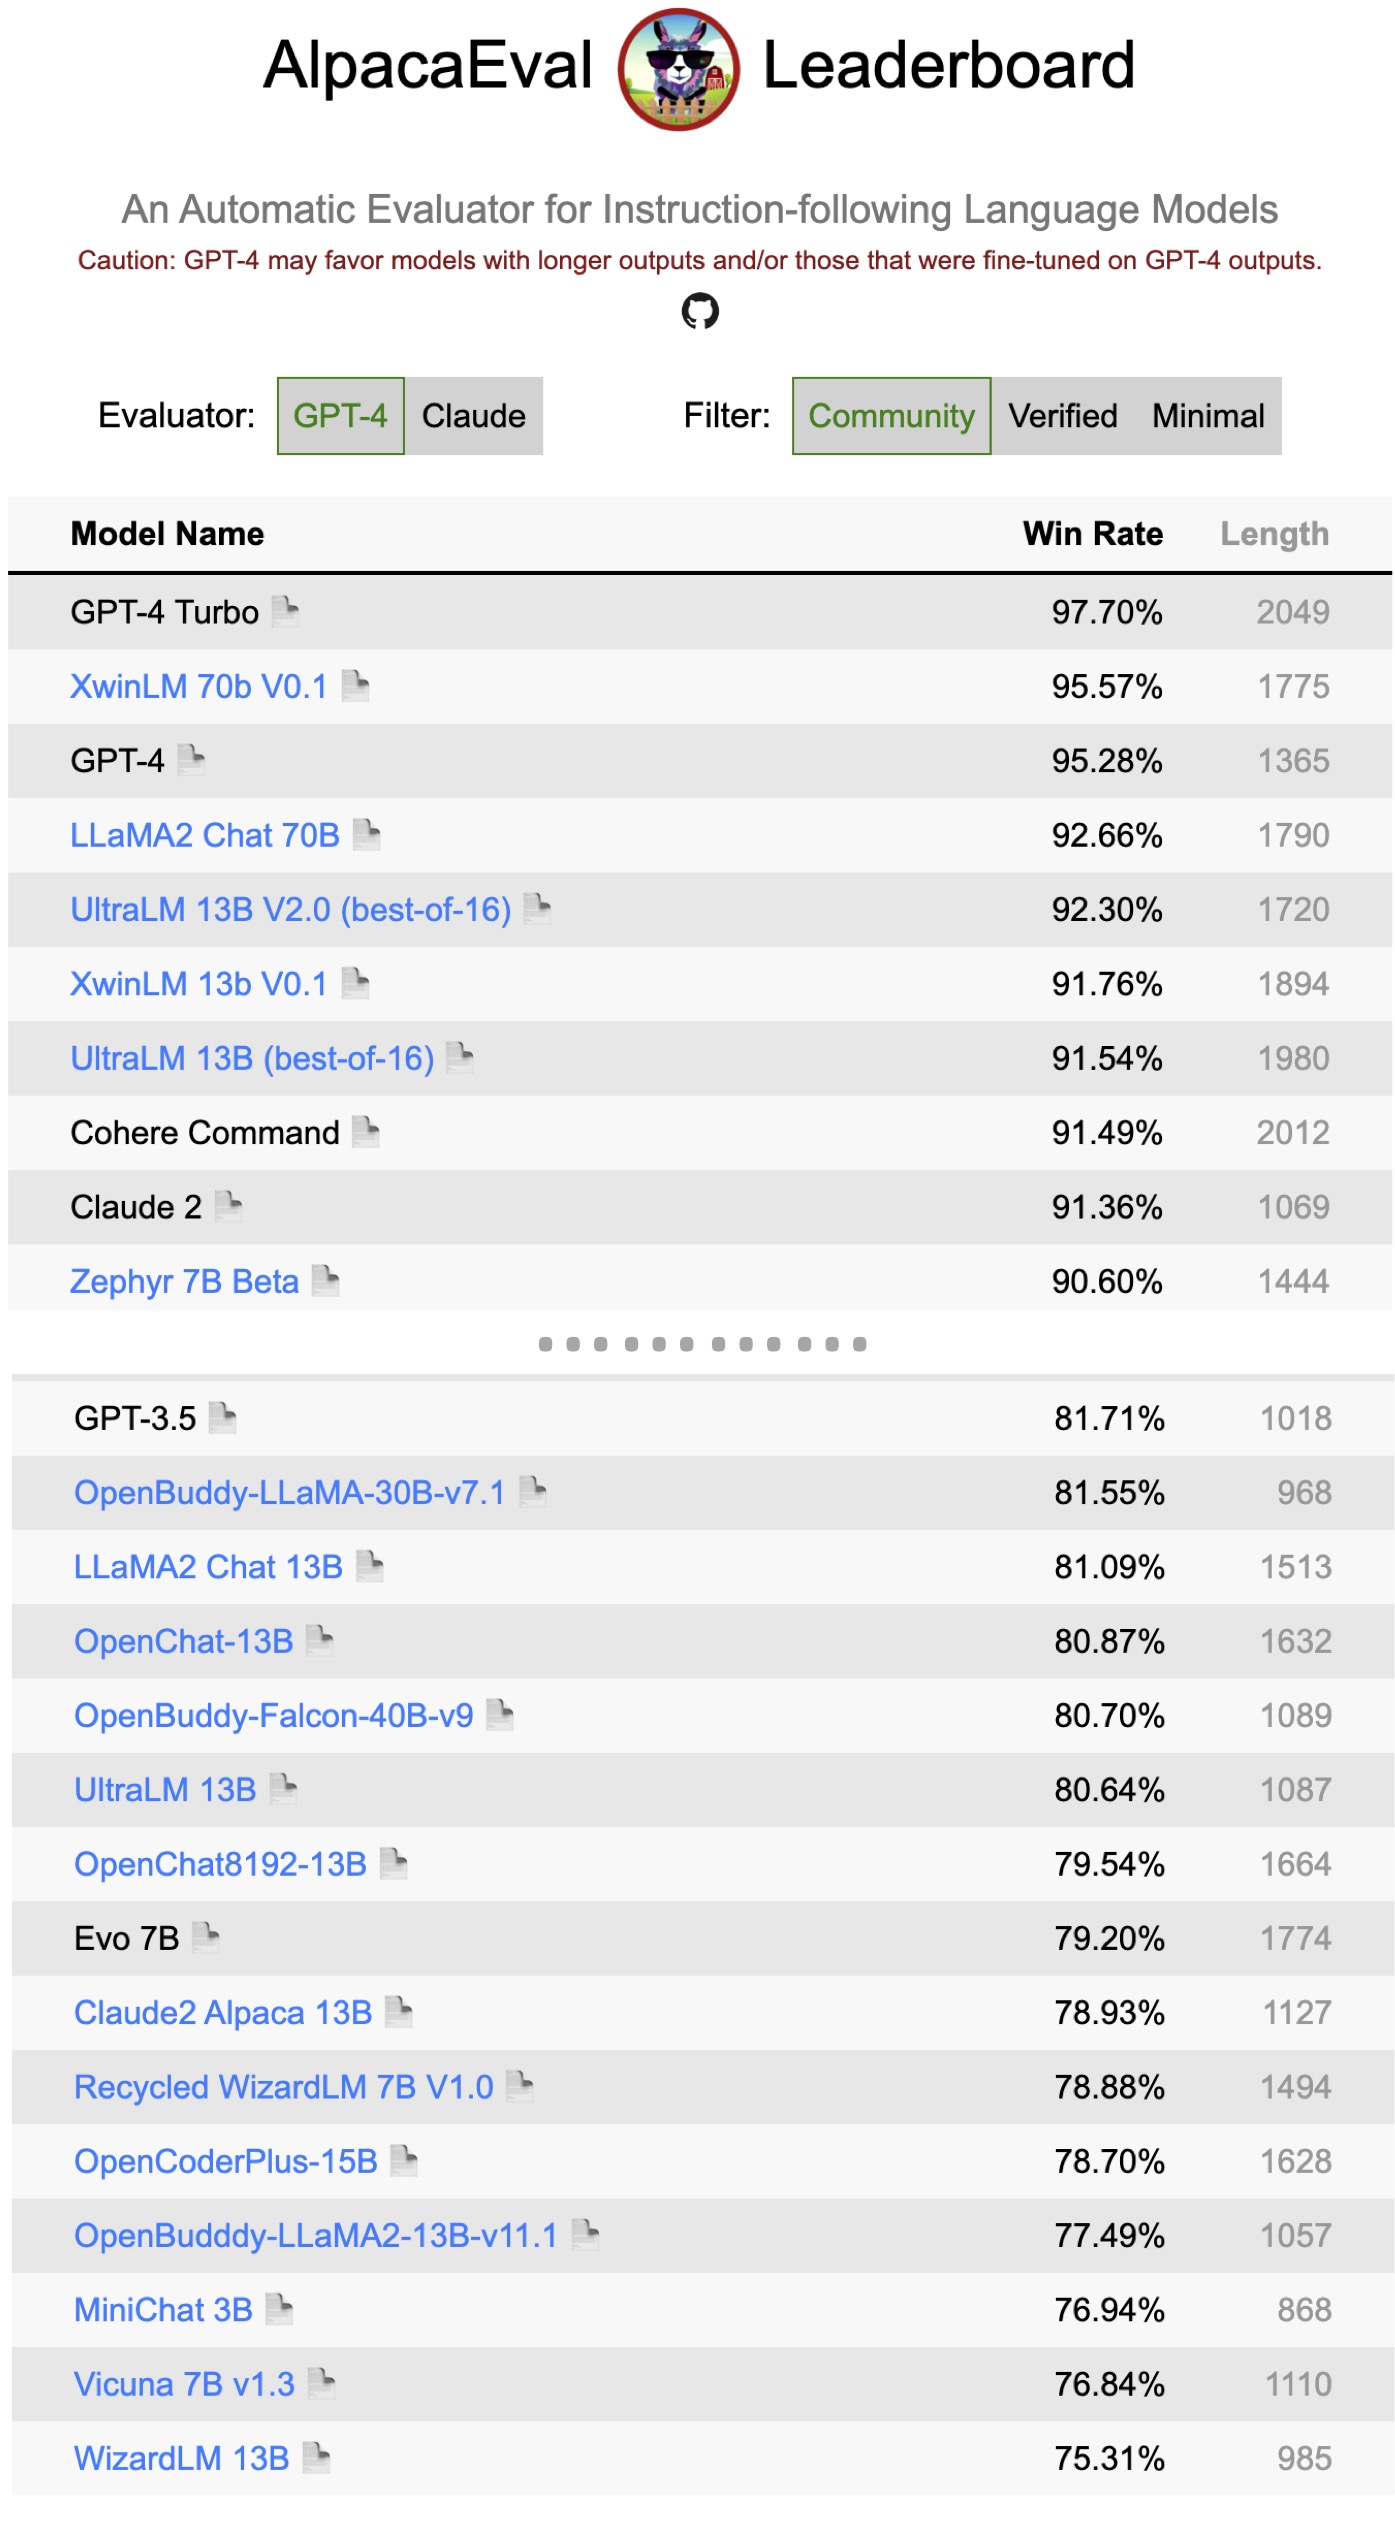 AlpacaEval Leaderboard
An Automatic Evaluator for Instruction-following Language Models
Caution: GPT-4 may favor models with longer outputs and/or those that were fine-tuned on GPT-4 outputs.
Evaluator: GPT-4 Claude Filter: Community Verified Minimal
Model Name Win Rate Length
GPT-4 Turbo 97.70% 2049
XwinLM 70b V0.1 95.57% 1775
GPT-4 95.28% 1365
LLaMA2 Chat 70B 92.66% 1790
UltraLM 13B V2.0 (best-of-16) 92.30% 1720
XwinLM 13b V0.1 91.76% 1894
UltraLM 13B (best-of-16) 91.54% 1980
Cohere Command 91.49% 2012
Claude 2 91.36% 1069
Zephyr 7B Beta 90.60% 1444
GPT-3.5 81.71% 1018
OpenBuddy-LLaMA-30B-v7.1 81.55% 968
LLaMA2 Chat 13B 81.09% 1513
OpenChat-13B 80.87% 1632
OpenBuddy-Falcon-40B-v9 80.70% 1089
UltraLM 13B 80.64% 1087
OpenChat8192-13B 79.54% 1664
Evo 7B 79.20% 1774
Claude2 Alpaca 13B 78.93% 1127
Recycled WizardLM 7B V1.0 78.88% 1494
OpenCoderPlus-15B 78.70% 1628
OpenBudddy-LLaMA2-13B-v11.1 77.49% 1057
MiniChat 3B 76.94% 868
Vicuna 7B v1.3 76.84% 1110
WizardLM 13B 75.31% 985